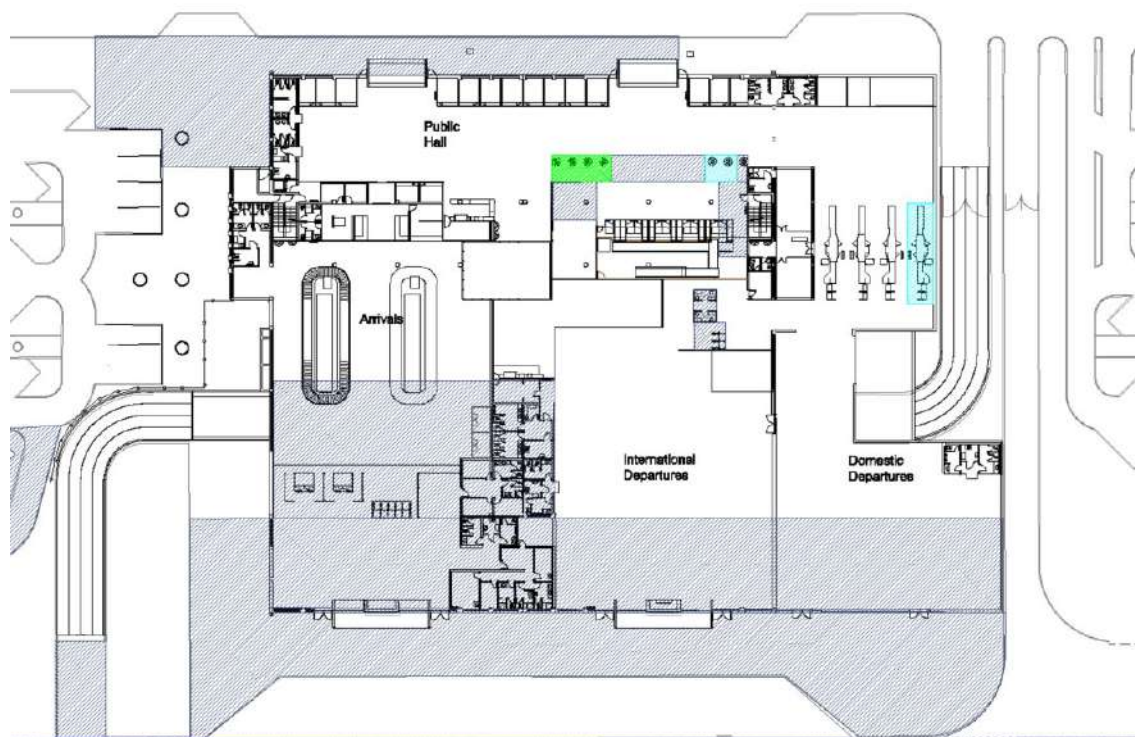 Public
Hall
Arrivals
International
Departures
Domestic
Departures